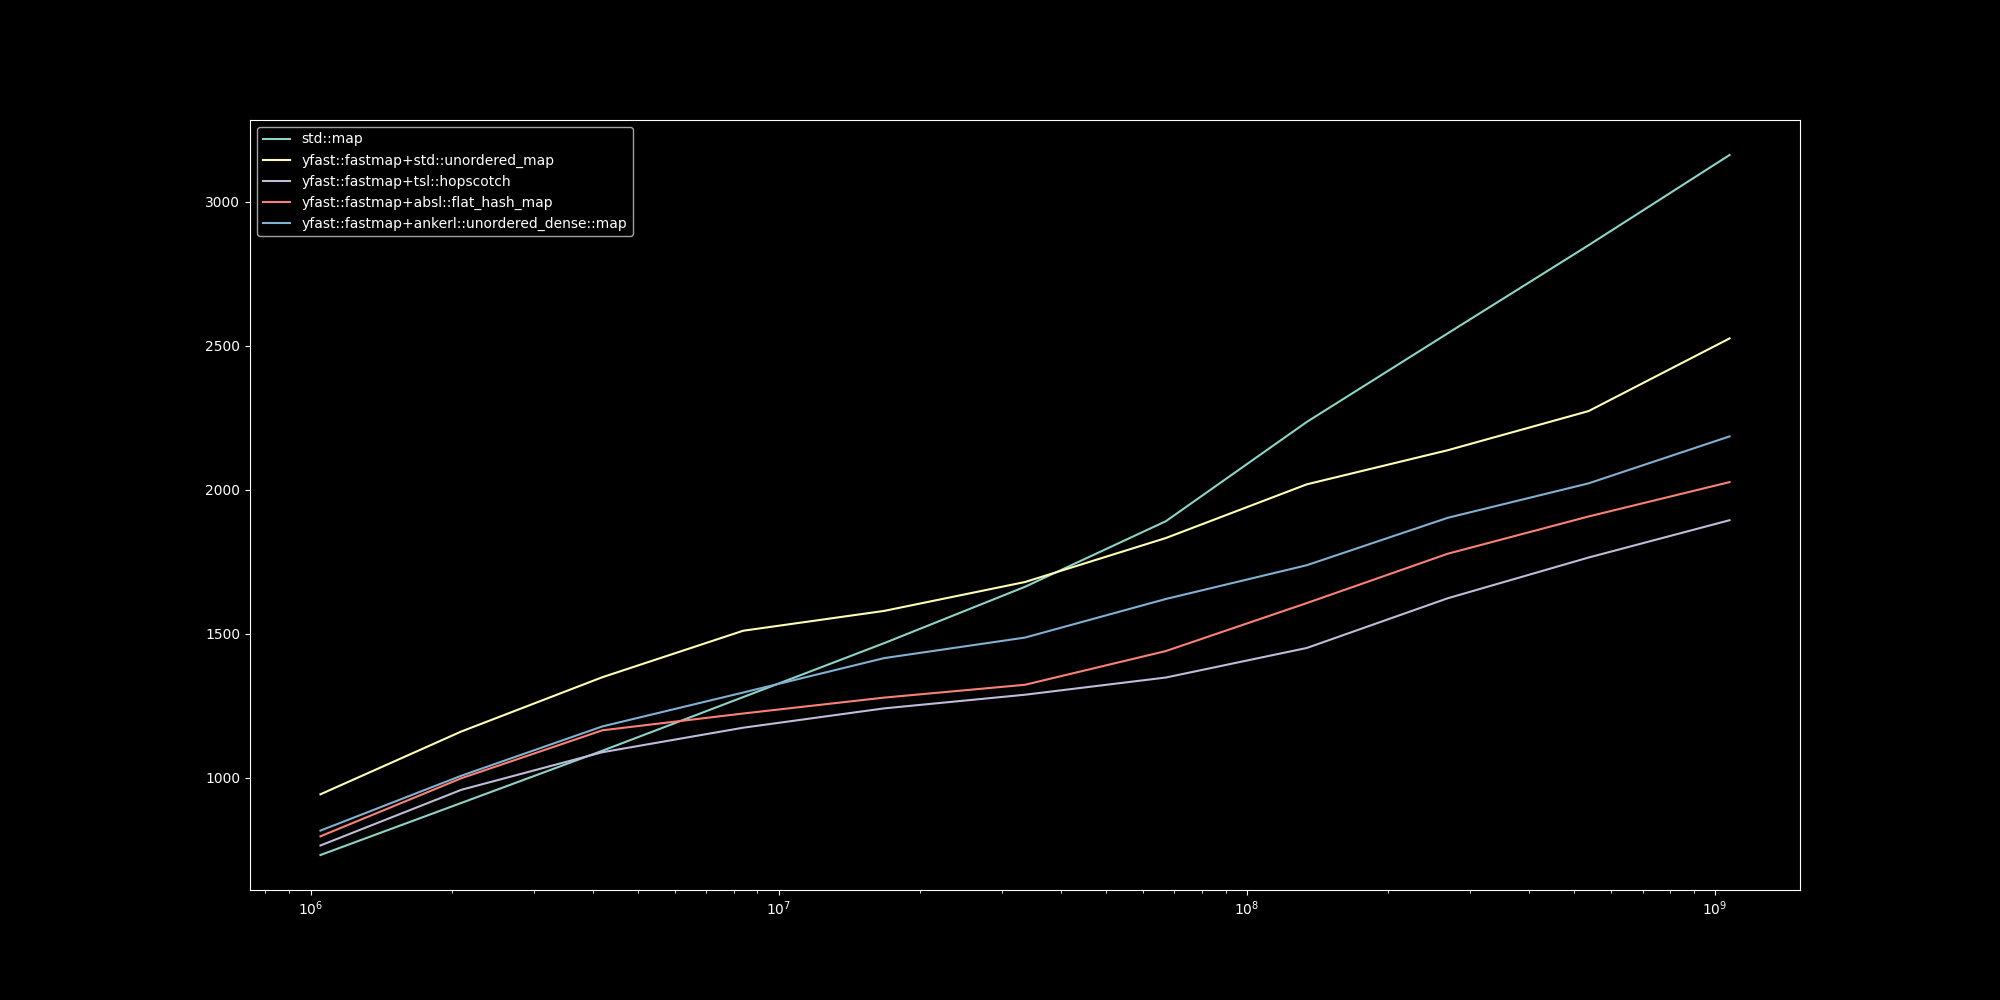 std::map
yfast::fastmap+std::unordered_map
yfast::fastmap+tsl::hopscotch
yfast::fastmap+absl::flat_hash_map
yfast::fastmap+ankerl::unordered_dense::map
3000
2500
2000
1500
1000
10⁶ 10⁷ 10⁸ 10⁹